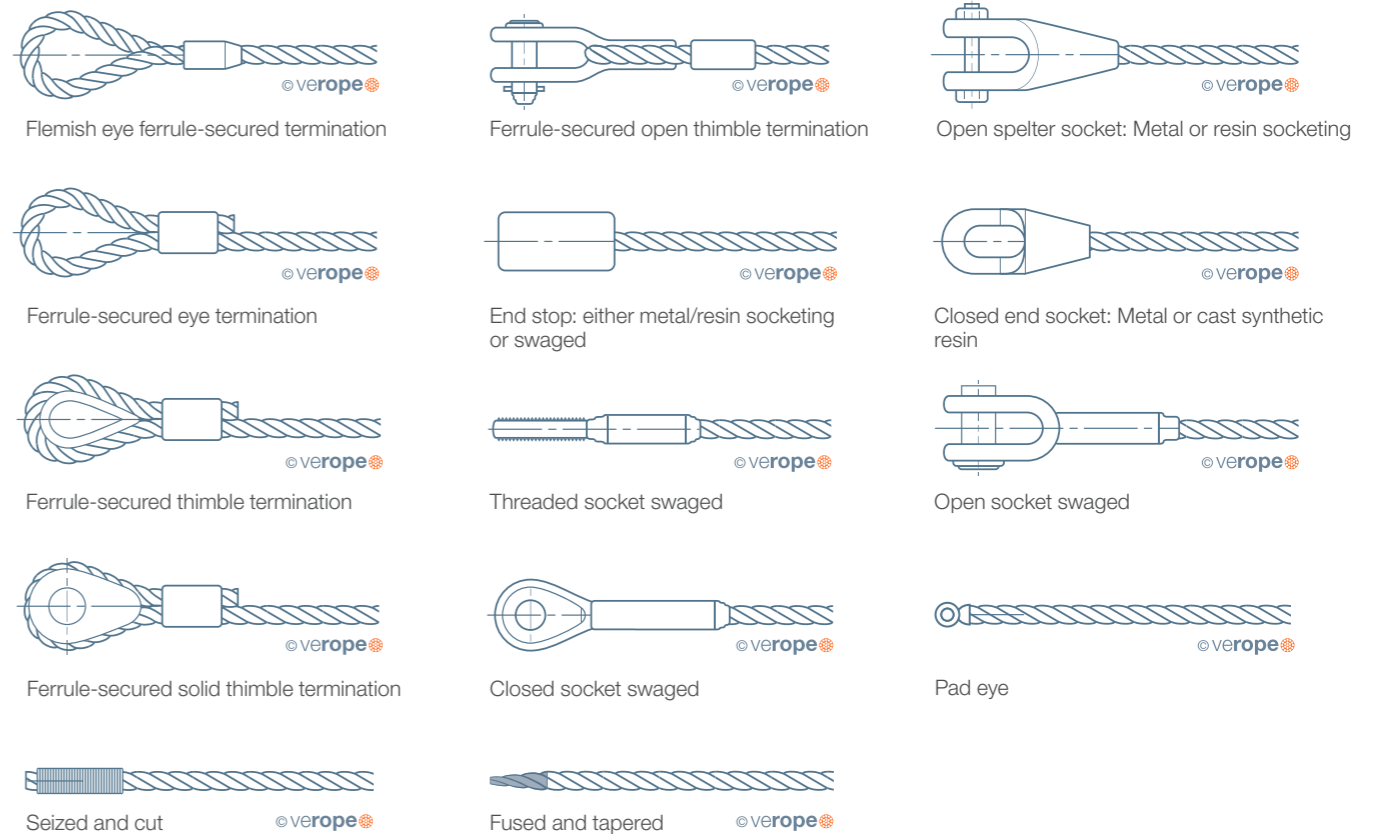 © verope
© verope
© verope
Flemish eye ferrule-secured termination
Ferrule-secured open thimble termination
Open spelter socket: Metal or resin socketing
© verope
© verope
© verope
Ferrule-secured eye termination
End stop: either metal/resin socketing
or swaged
Closed end socket: Metal or cast synthetic
resin
© verope
© verope
© verope
Ferrule-secured thimble termination
Threaded socket swaged
Open socket swaged
© verope
© verope
© verope
Ferrule-secured solid thimble termination
Closed socket swaged
Pad eye
Seized and cut
© verope
Fused and tapered
© verope